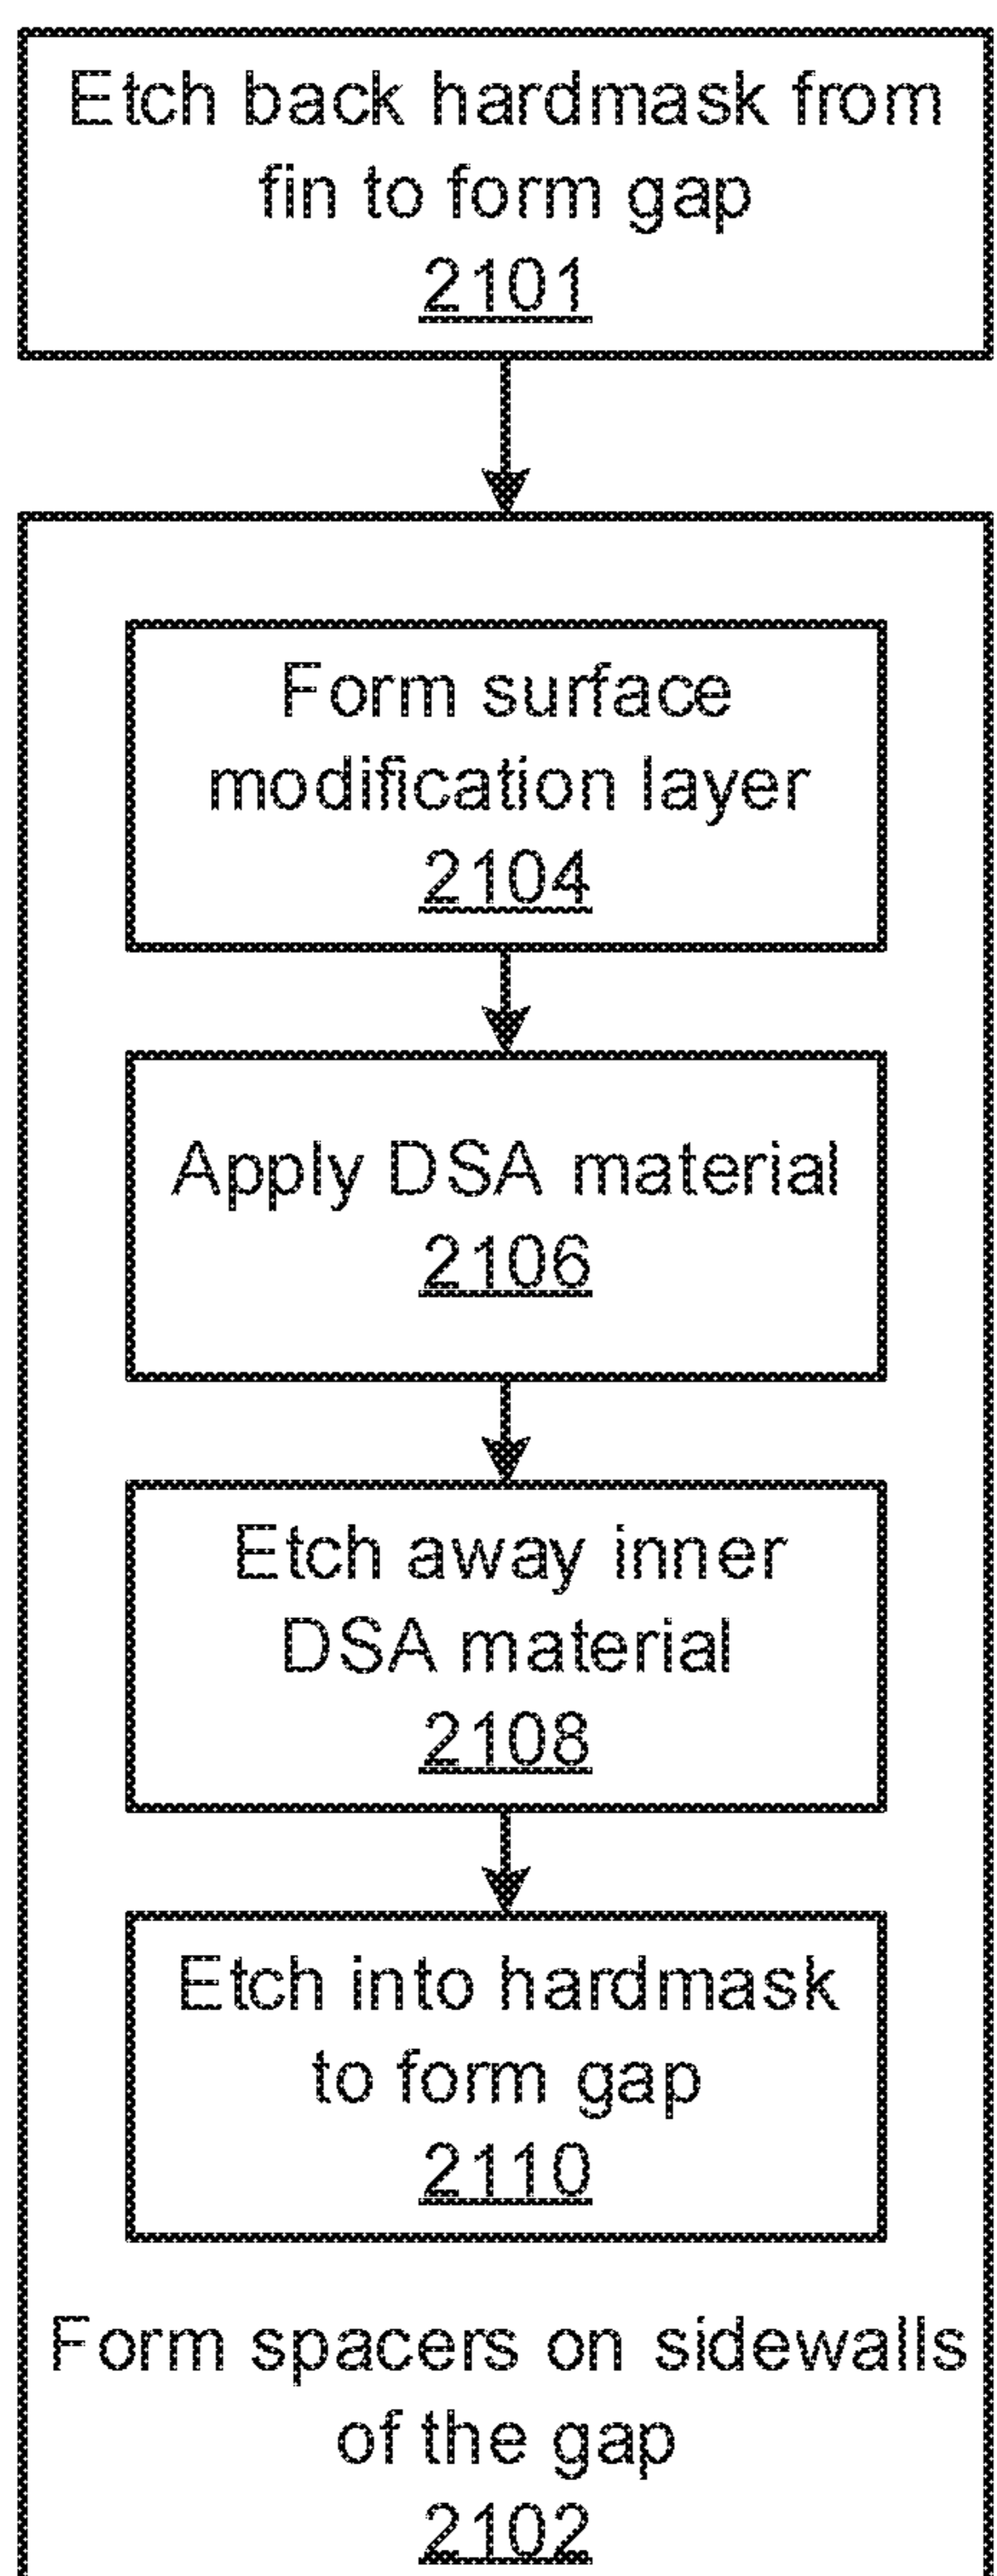 Etch back hardmask from
fin to form gap
2101
Form surface
modification layer
2104
Apply DSA material
2106
Etch away inner
DSA material
2108
Etch into hardmask
to form gap
2110
Form spacers on sidewalls
of the gap
2102